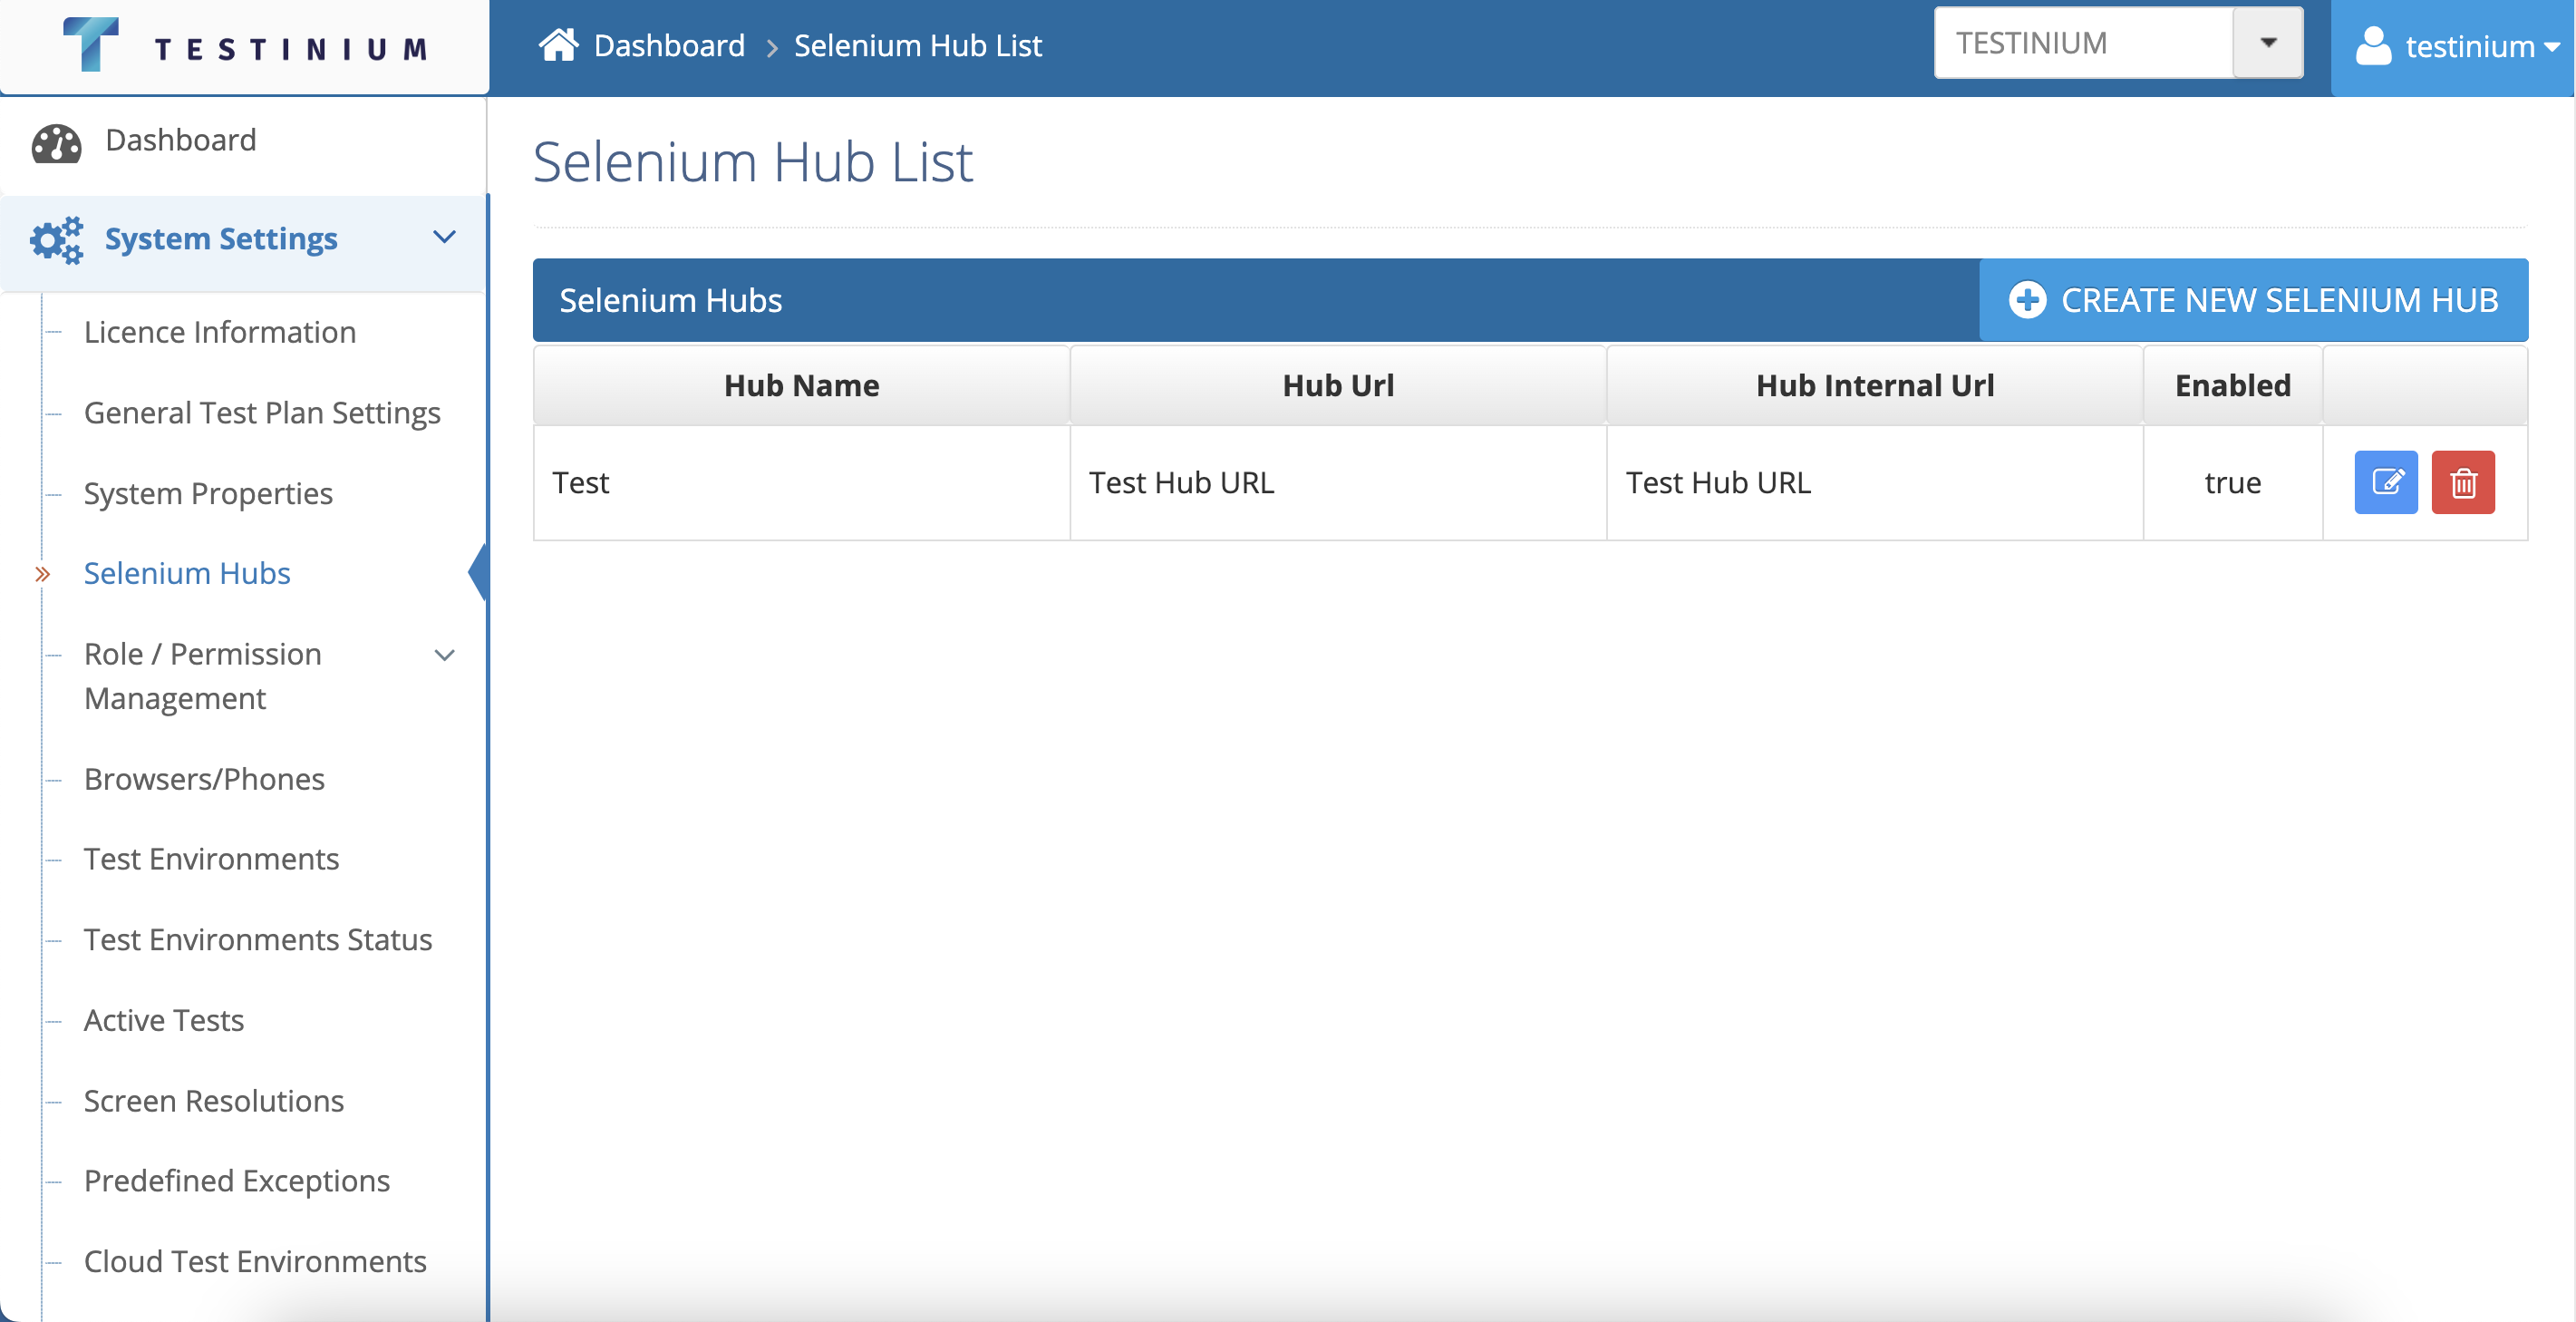 TESTINIUM
Dashboard > Selenium Hub List
TESTINIUM
testinium
Dashboard
System Settings
Licence Information
General Test Plan Settings
System Properties
Selenium Hubs
Role / Permission
Management
Browsers/Phones
Test Environments
Test Environments Status
Active Tests
Screen Resolutions
Predefined Exceptions
Cloud Test Environments
Selenium Hub List
Selenium Hubs
CREATE NEW SELENIUM HUB
Hub Name Hub Url Hub Internal Url Enabled
Test Test Hub URL Test Hub URL true